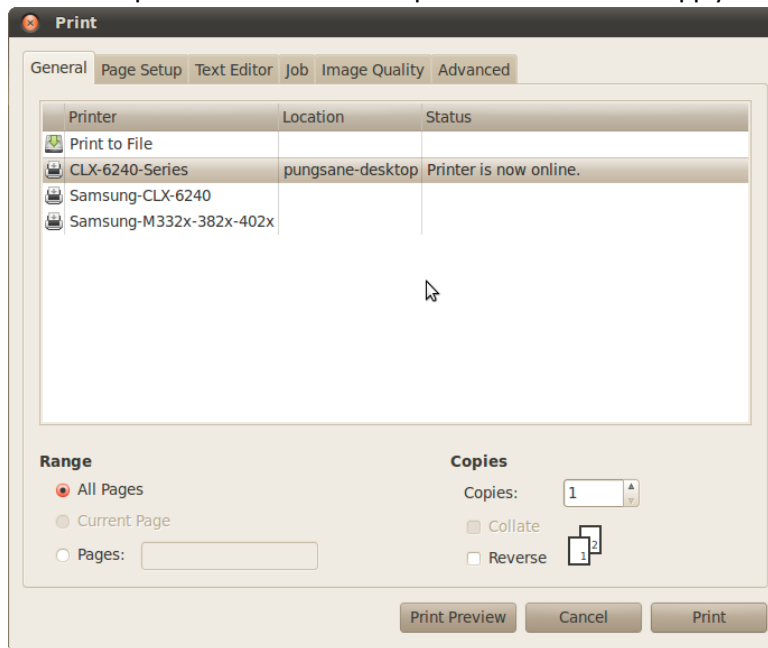 Print
General Page Setup Text Editor Job Image Quality Advanced
Printer Location Status
Print to File
CLX-6240-Series pungsane-desktop Printer is now online.
Samsung-CLX-6240
Samsung-M332x-382x-402x
Range Copies
All Pages Copies: 1
Current Page Collate
Pages: Reverse 1 2
Print Preview Cancel Print